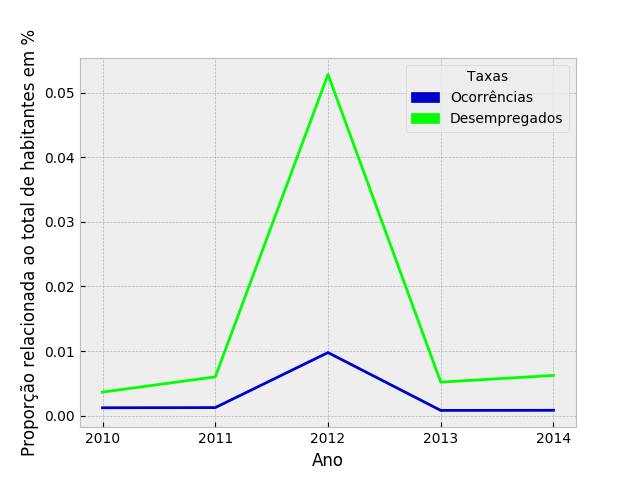 Proporção relacionada ao total de habitantes em %
Taxas
Ocorrências
Desempregados
0.05
0.04
0.03
0.02
0.01
0.00
2010 2011 2012 2013 2014
Ano